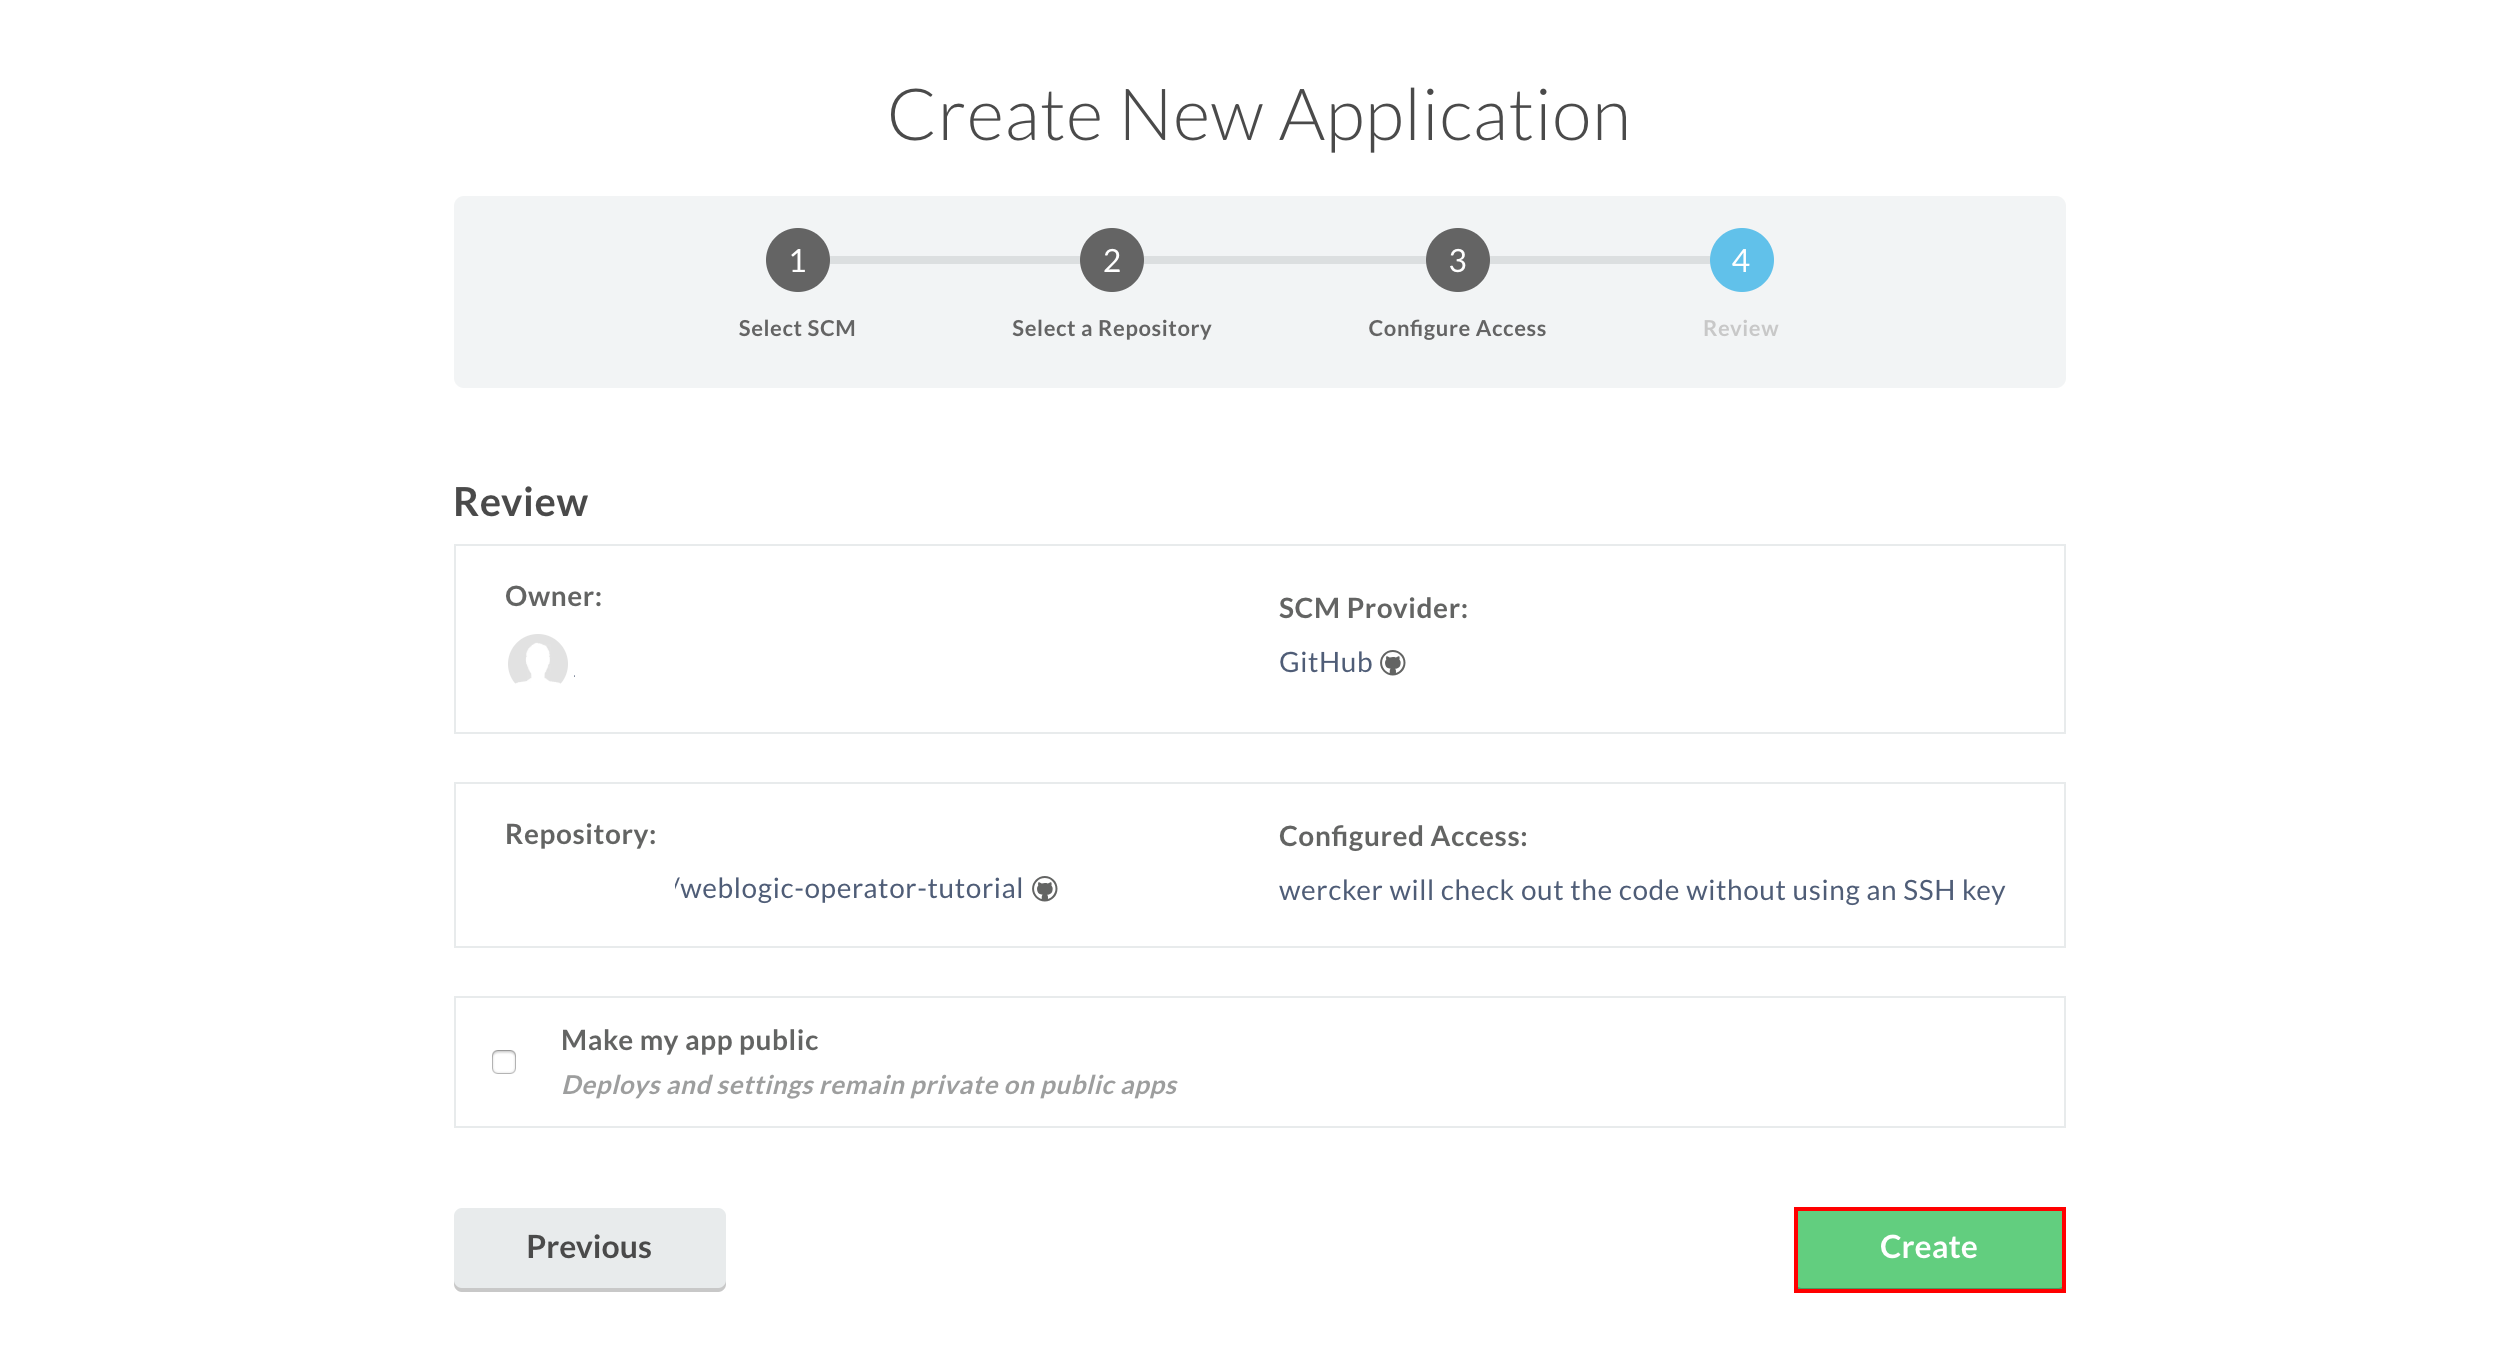 Create New Application
1 2 3 4
Select SCM Select a Repository Configure Access Review
Review
Owner:
SCM Provider:
GitHub
Repository:
/weblogic-operator-tutorial
Configured Access:
wercker will check out the code without using an SSH key
Make my app public
Deploys and settings remain private on public apps
Previous
Create